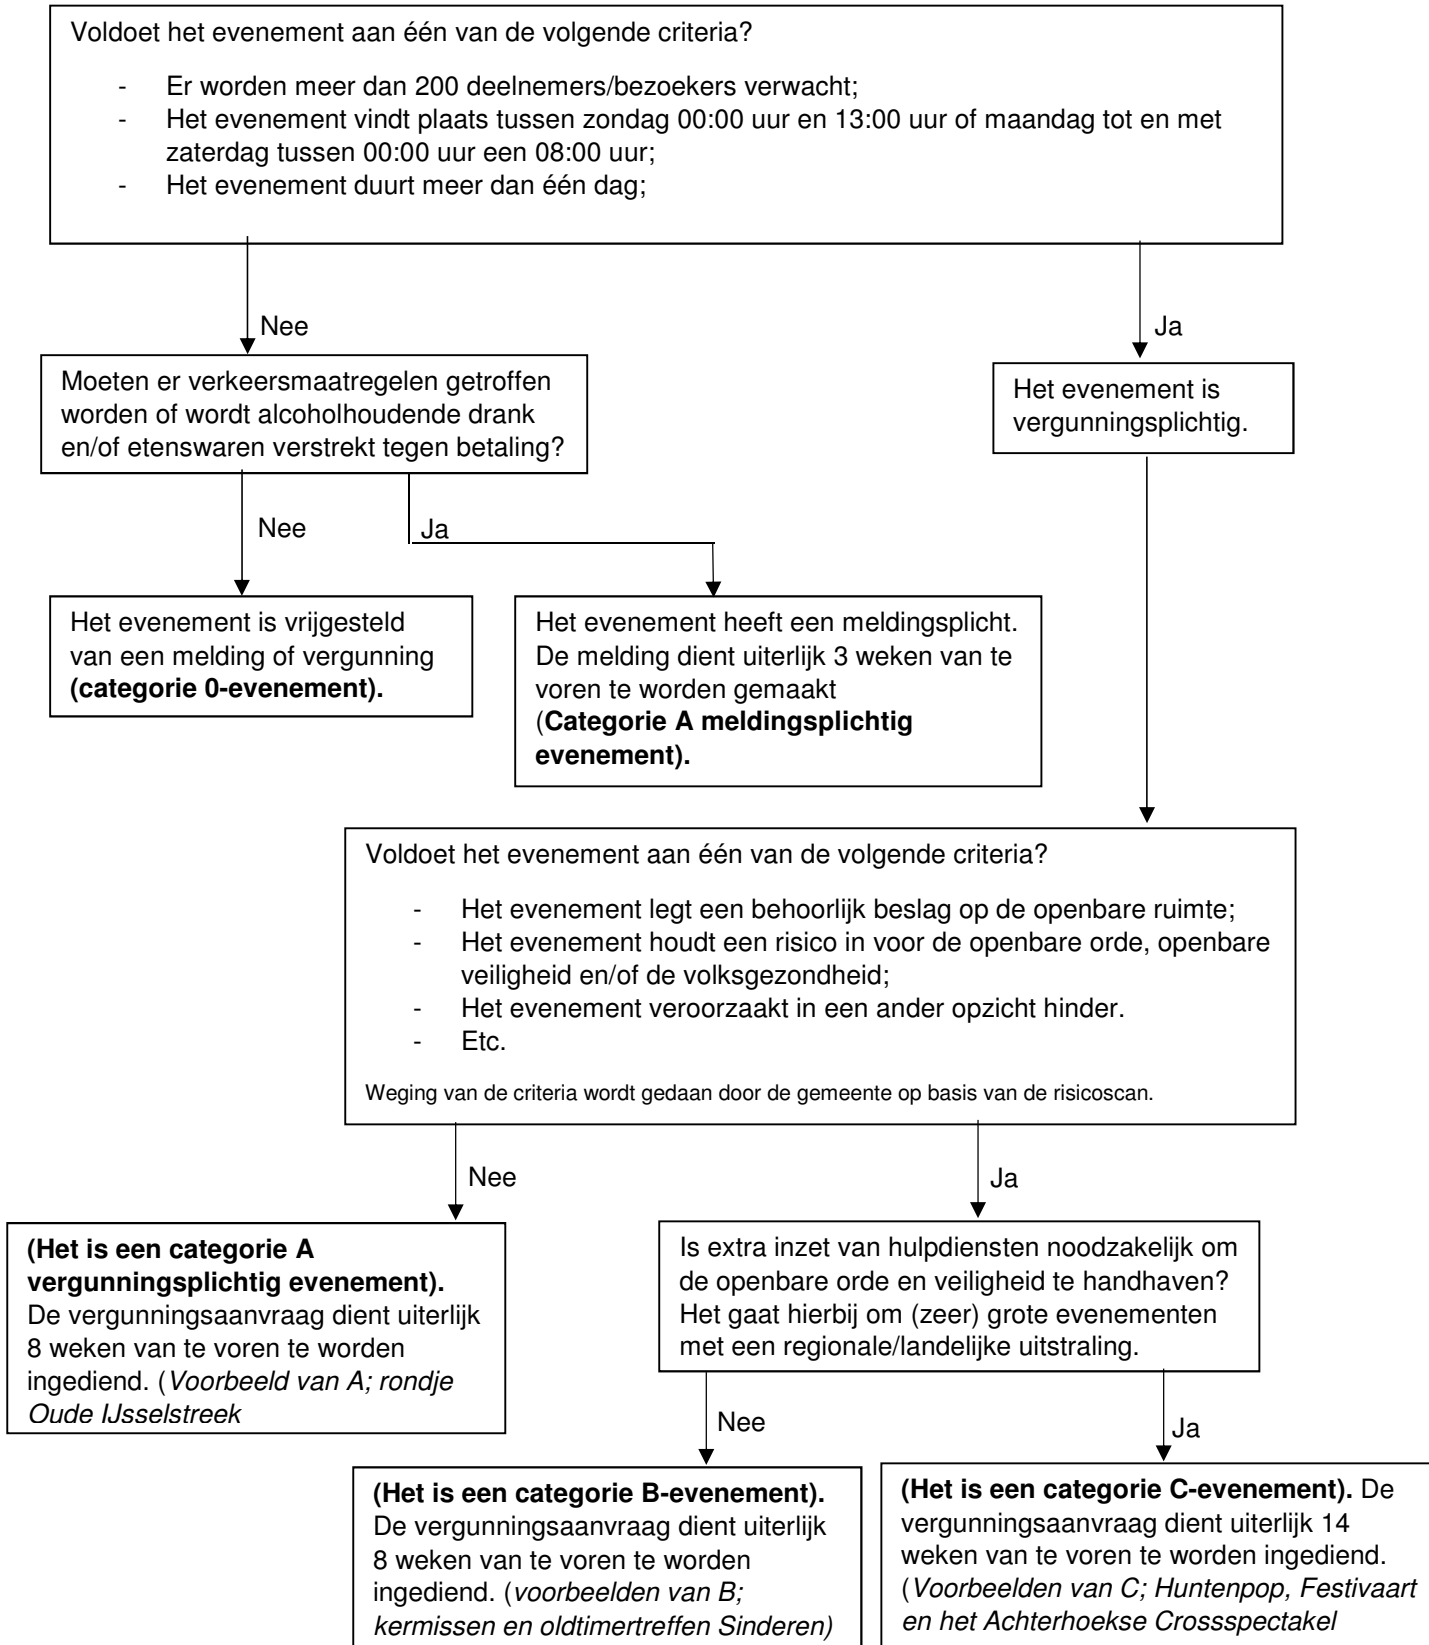 Voldoet het evenement aan één van de volgende criteria?
- Er worden meer dan 200 deelnemers/bezoekers verwacht;
- Het evenement vindt plaats tussen zondag 00:00 uur en 13:00 uur of maandag tot en met
zaterdag tussen 00:00 uur een 08:00 uur;
- Het evenement duurt meer dan één dag;
Nee
Ja
Moeten er verkeersmaatregelen getroffen
worden of wordt alcoholhoudende drank
en/of etenswaren verstrekt tegen betaling?
Het evenement is
vergunningsplichtig.
Nee
Ja
Het evenement is vrijgesteld
van een melding of vergunning
(categorie 0-evenement).
Het evenement heeft een meldingsplicht.
De melding dient uiterlijk 3 weken van te
voren te worden gemaakt
(Categorie A meldingsplichtig
evenement).
Voldoet het evenement aan één van de volgende criteria?
- Het evenement legt een behoorlijk beslag op de openbare ruimte;
- Het evenement houdt een risico in voor de openbare orde, openbare
veiligheid en/of de volksgezondheid;
- Het evenement veroorzaakt in een ander opzicht hinder.
- Etc.
Weging van de criteria wordt gedaan door de gemeente op basis van de risicoscan.
Nee
Ja
(Het is een categorie A
vergunningsplichtig evenement).
De vergunningsaanvraag dient uiterlijk
8 weken van te voren te worden
ingediend. (Voorbeeld van A; rondje
Oude IJsselstreek
Is extra inzet van hulpdiensten noodzakelijk om
de openbare orde en veiligheid te handhaven?
Het gaat hierbij om (zeer) grote evenementen
met een regionale/landelijke uitstraling.
Nee
Ja
(Het is een categorie B-evenement).
De vergunningsaanvraag dient uiterlijk
8 weken van te voren te worden
ingediend. (voorbeelden van B;
kermissen en oldtimertreffen Sinderen)
(Het is een categorie C-evenement). De
vergunningsaanvraag dient uiterlijk 14
weken van te voren te worden ingediend.
(Voorbeelden van C; Huntenpop, Festivaart
en het Achterhoekse Crossspectakel